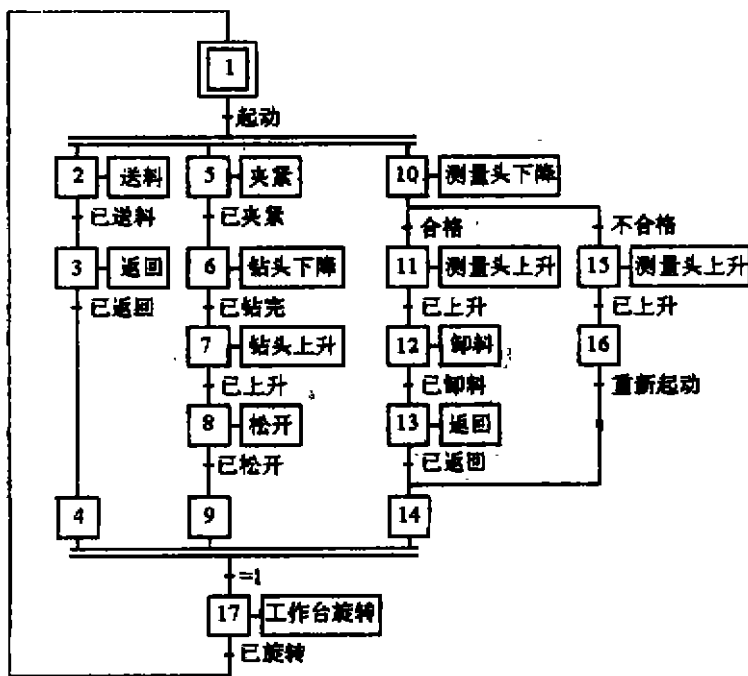 1
起动
2 送料 5 夹紧 10 测量头下降
已送料 已夹紧
合格 不合格
3 返回 6 钻头下降 11 测量头上升 15 测量头上升
已返回 已钻完 已上升 已上升
7 钻头上升 12 卸料 16
已上升 已卸料 重新起动
8 松开 13 返回
已松开 已返回
4 9 14
=1
17 工作台旋转
已旋转